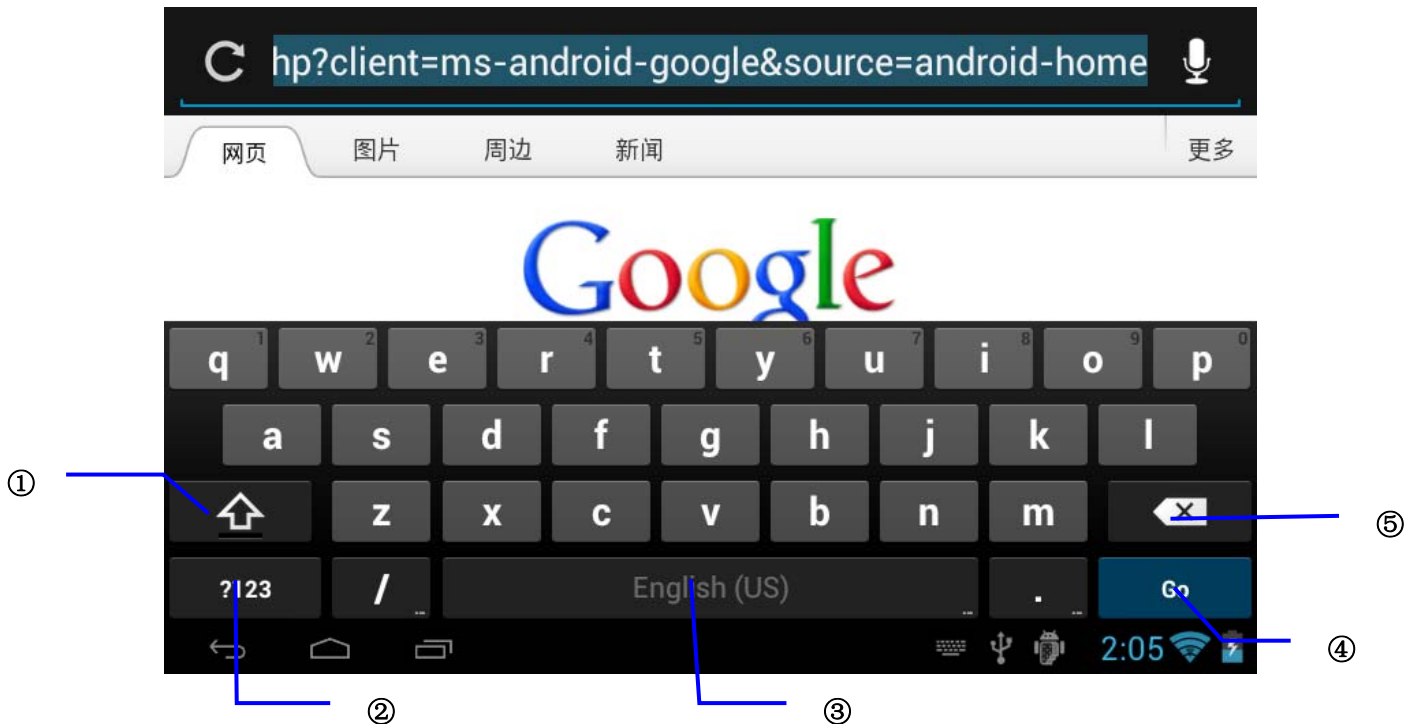 hp?client=ms-android-google&source=android-home
网页 图片 周边 新闻 更多
Google
q 1 w 2 e 3 r 4 t 5 y 6 u 7 i 8 o 9 p 0
a s d f g h j k l
①
z x c v b n m
⑤
?123 / ... English (US) ... . ... Go
2:05
④
② ③